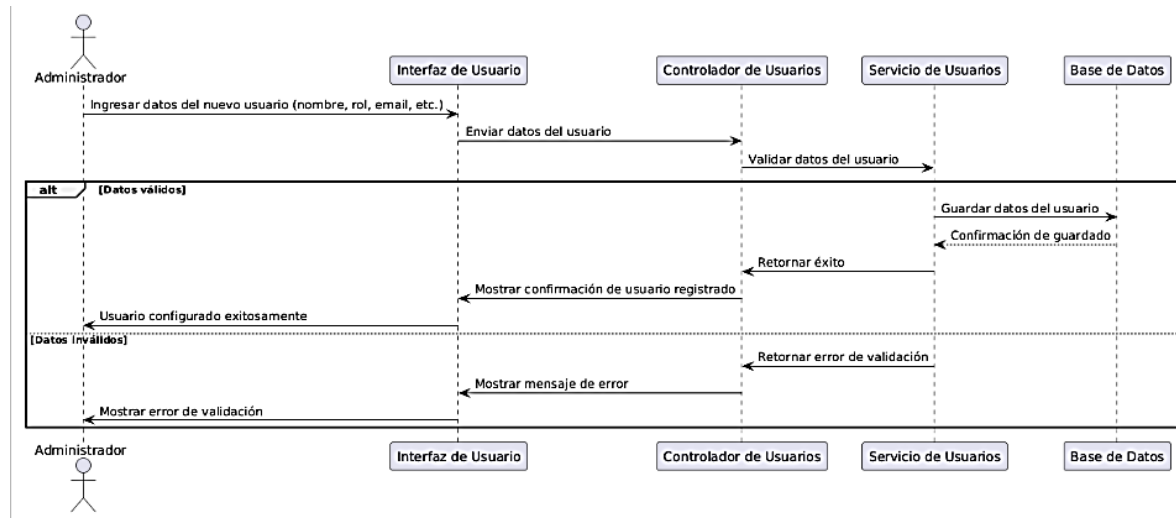 Administrador
Interfaz de Usuario
Controlador de Usuarios
Servicio de Usuarios
Base de Datos
Ingresar datos del nuevo usuario (nombre, rol, email, etc.)
Enviar datos del usuario
Validar datos del usuario
alt
[Datos válidos]
Guardar datos del usuario
Confirmación de guardado
Retornar éxito
Mostrar confirmación de usuario registrado
Usuario configurado exitosamente
[Datos inválidos]
Retornar error de validación
Mostrar mensaje de error
Mostrar error de validación
Administrador
Interfaz de Usuario
Controlador de Usuarios
Servicio de Usuarios
Base de Datos